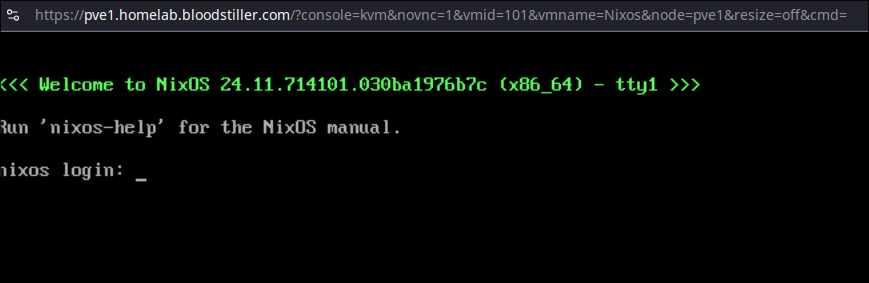 https://pve1.homelab.bloodstiller.com/?console=kvm&novnc=1&vmid=101&vmname=Nixos&node=pve1&resize=off&cmd=
<<< Welcome to NixOS 24.11.714101.030ba1976b7c (x86_64) - tty1 >>>
Run 'nixos-help' for the NixOS manual.
nixos login: _